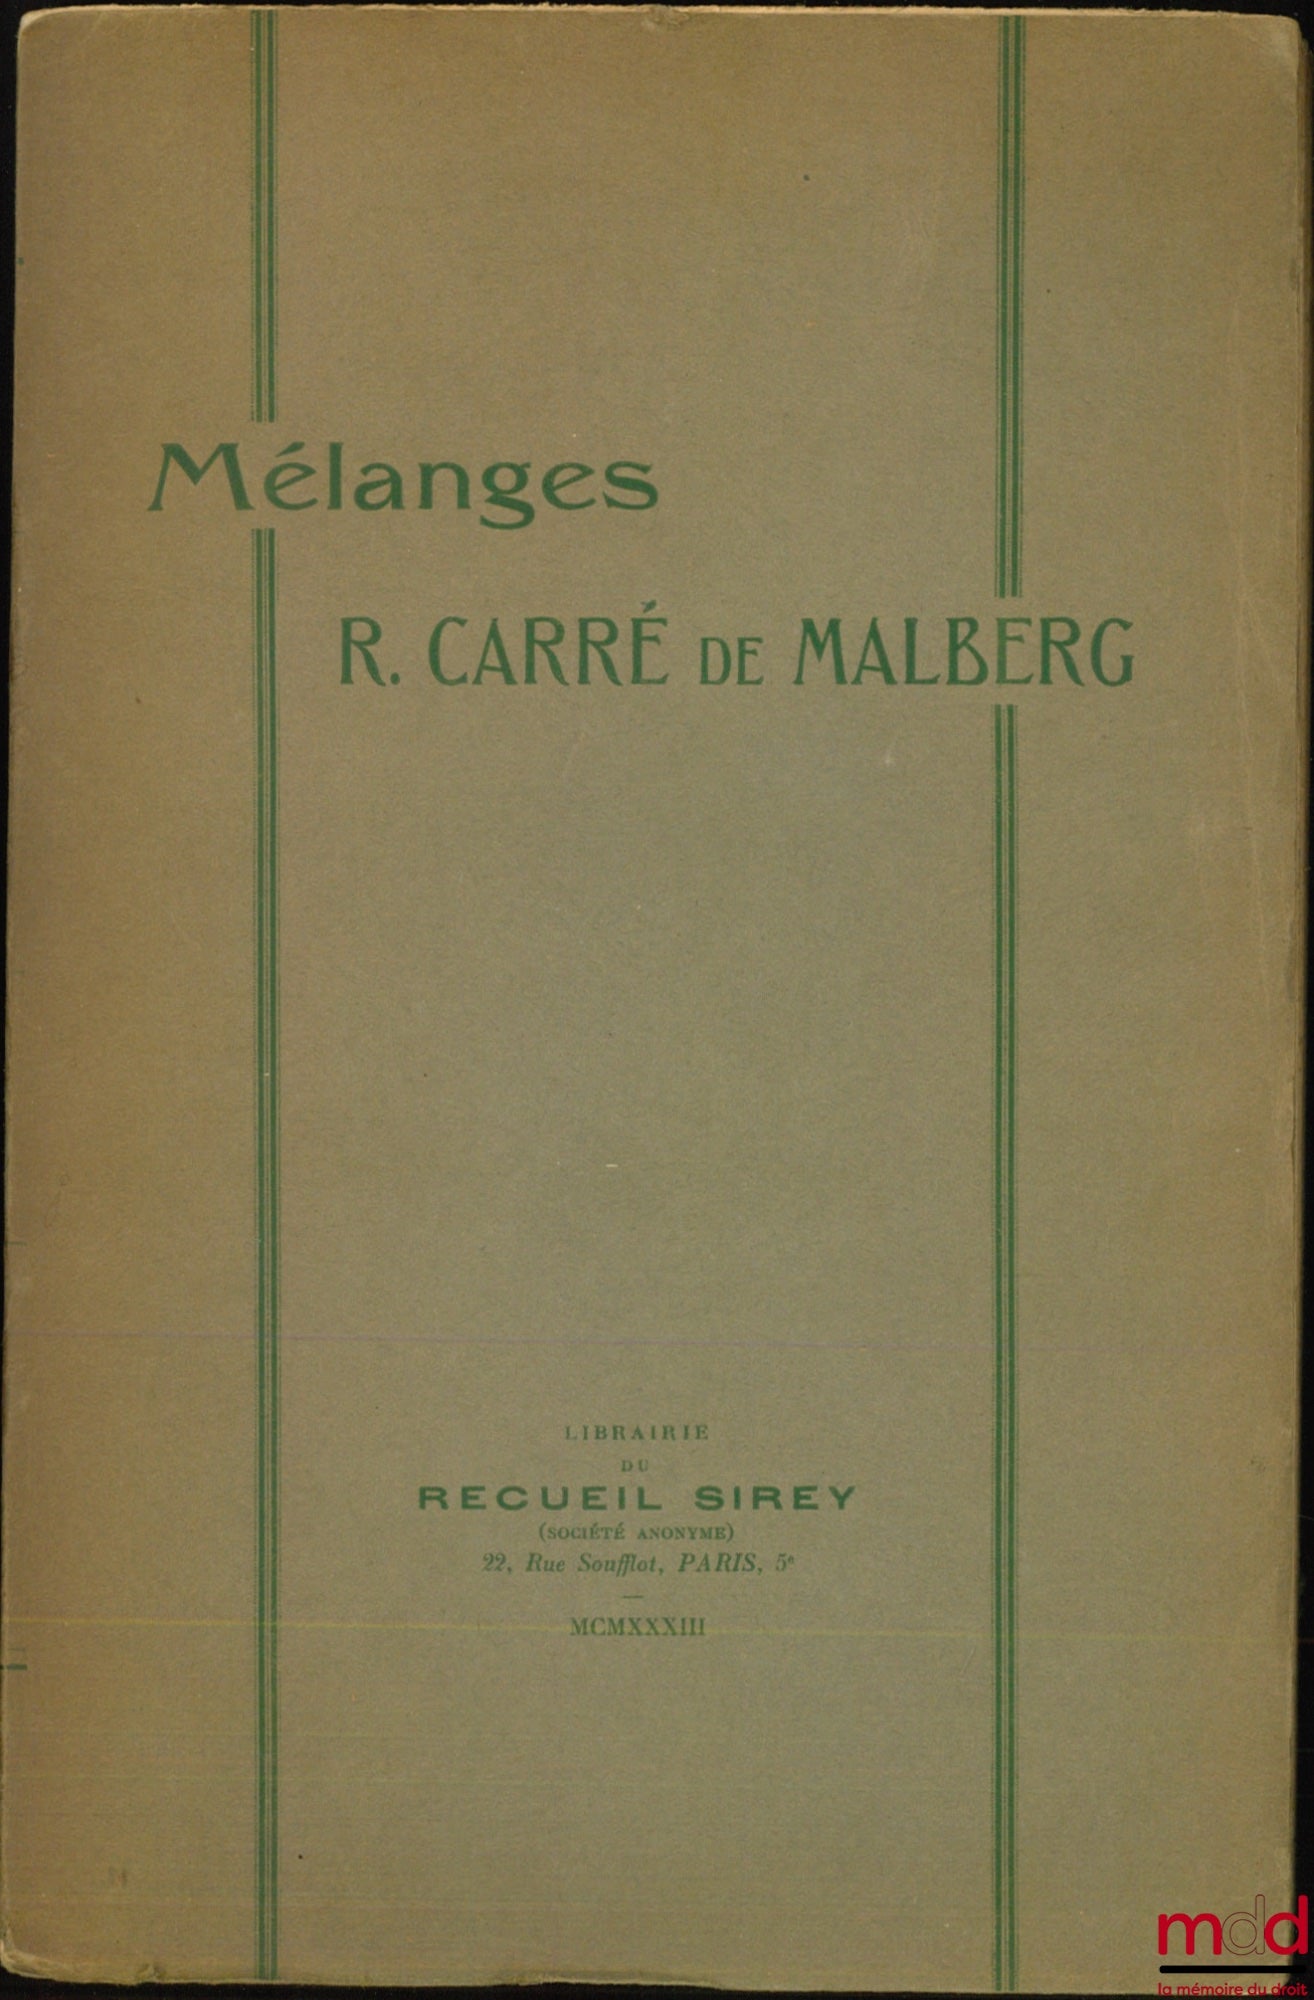 Mélanges
R. CARRÉ DE MALBERG
LIBRAIRIE
DU
RECUEIL SIREY
(SOCIÉTÉ ANONYME)
22, Rue Soufflot, PARIS, 5e
MCMXXXIII
mdd
la mémoire du droit